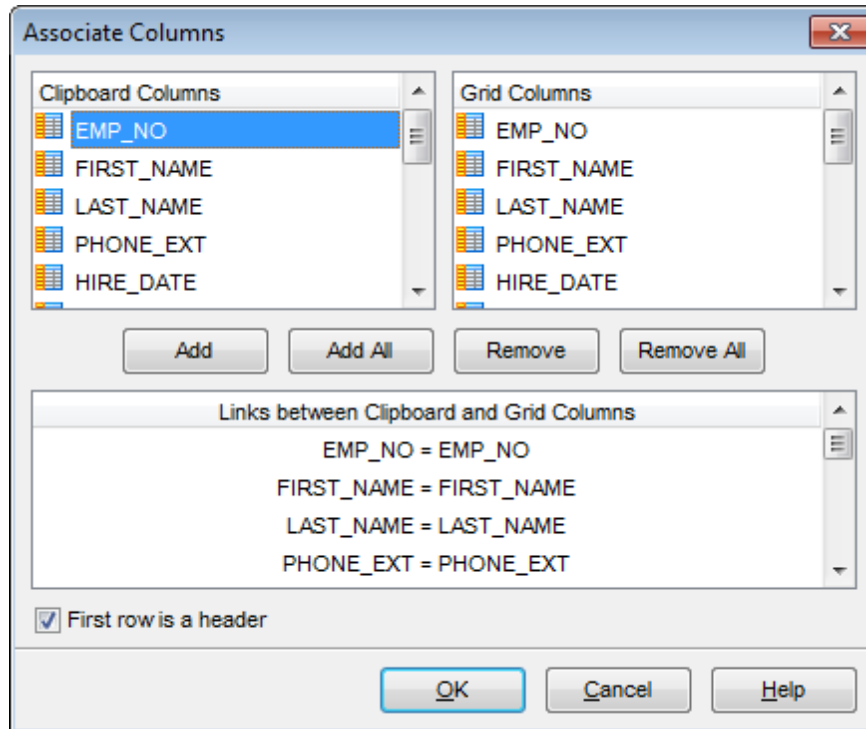 Associate Columns
Clipboard Columns
EMP_NO
FIRST_NAME
LAST_NAME
PHONE_EXT
HIRE_DATE
Grid Columns
EMP_NO
FIRST_NAME
LAST_NAME
PHONE_EXT
HIRE_DATE
Add Add All Remove Remove All
Links between Clipboard and Grid Columns
EMP_NO = EMP_NO
FIRST_NAME = FIRST_NAME
LAST_NAME = LAST_NAME
PHONE_EXT = PHONE_EXT
First row is a header
OK Cancel Help